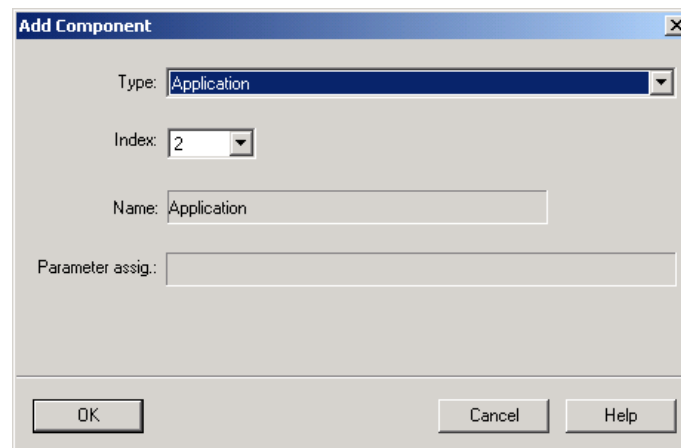 Add Component
Type: Application
Index: 2
Name: Application
Parameter assig.:
OK Cancel Help